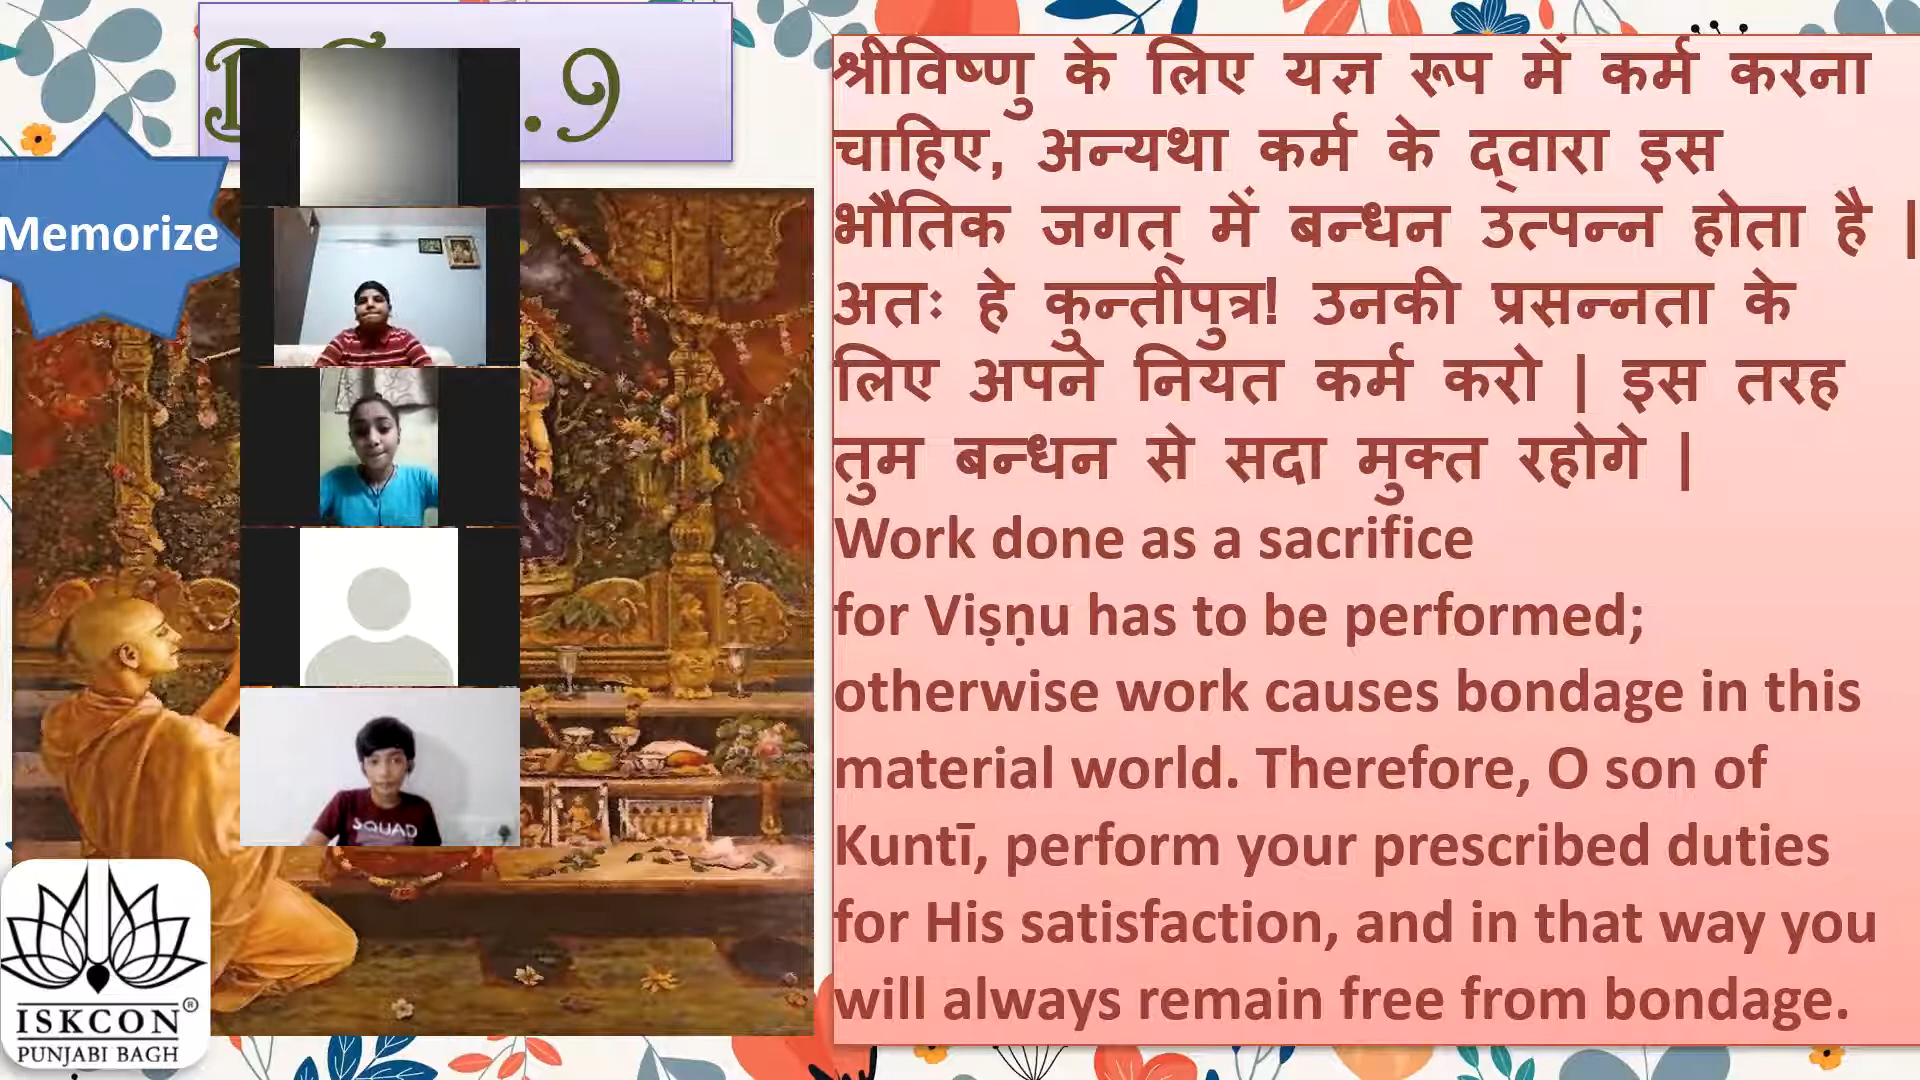 .9
Memorize
श्रीविष्णु के लिए यज्ञ रूप में कर्म करना
चाहिए, अन्यथा कर्म के द्वारा इस
भौतिक जगत् में बन्धन उत्पन्न होता है |
अतः हे कुन्तीपुत्र! उनकी प्रसन्नता के
लिए अपने नियत कर्म करो | इस तरह
तुम बन्धन से सदा मुक्त रहोगे |
Work done as a sacrifice
for Viṣṇu has to be performed;
otherwise work causes bondage in this
material world. Therefore, O son of
Kuntī, perform your prescribed duties
for His satisfaction, and in that way you
will always remain free from bondage.
SQUAD
ISKCON®
PUNJABI BAGH